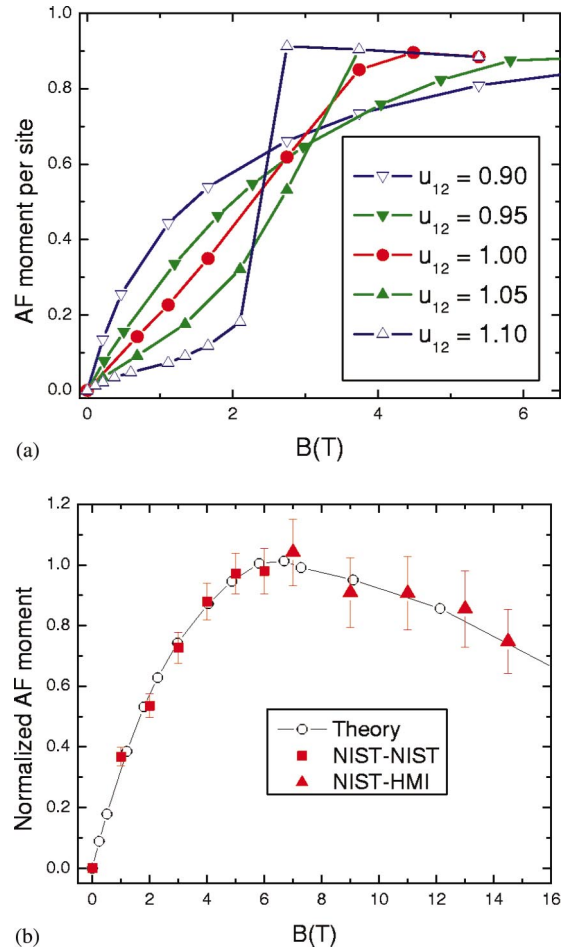 1.0
0.8
0.6
0.4
0.2
0.0
AF moment per site
u12 = 0.90
u12 = 0.95
u12 = 1.00
u12 = 1.05
u12 = 1.10
0 2 4 6
B(T)
(a)
1.2
1.0
0.8
0.6
0.4
0.2
0.0
Normalized AF moment
Theory
NIST-NIST
NIST-HMI
0 2 4 6 8 10 12 14 16
B(T)
(b)